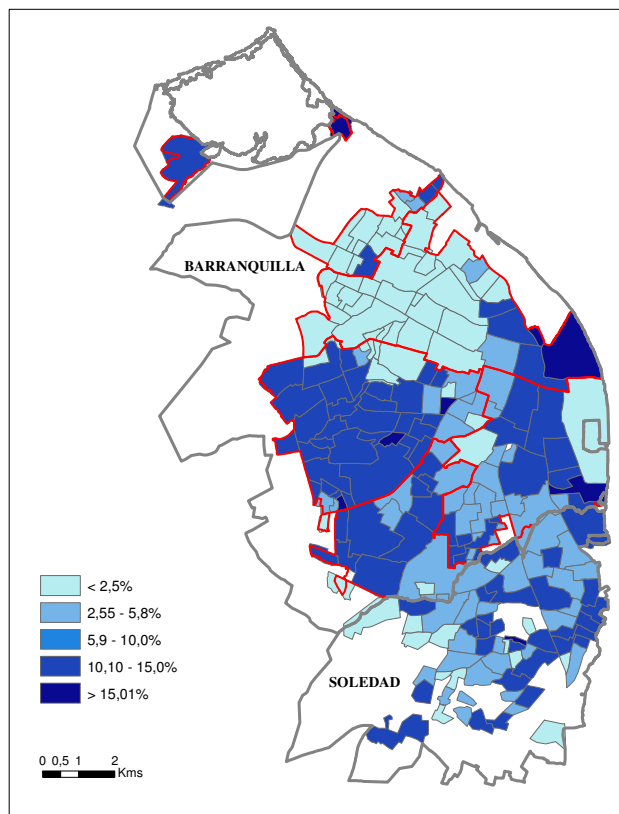 BARRANQUILLA
< 2,5%
2,55 - 5,8%
5,9 - 10,0%
10,10 - 15,0%
> 15,01%
SOLEDAD
0 0,5 1 2
Kms